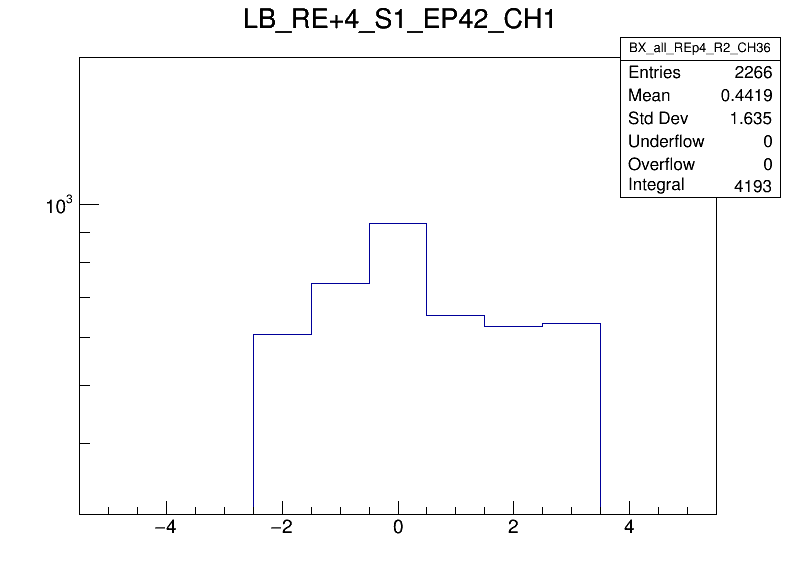 LB_RE+4_S1_EP42_CH1
BX_all_REp4_R2_CH36
Entries 2266
Mean 0.4419
Std Dev 1.635
Underflow 0
Overflow 0
Integral 4193
10³
−4 −2 0 2 4